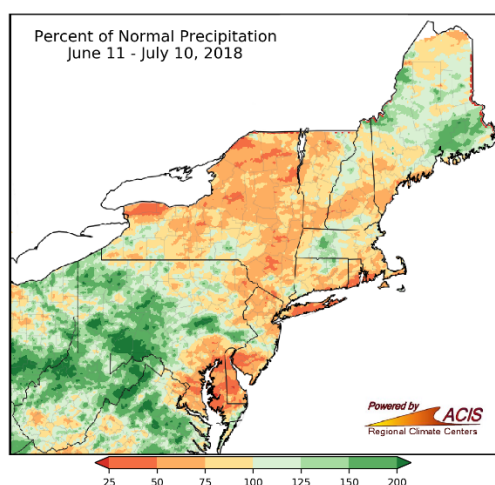 Percent of Normal Precipitation
June 11 - July 10, 2018
Powered by
ACIS
Regional Climate Centers
25 50 75 100 125 150 200